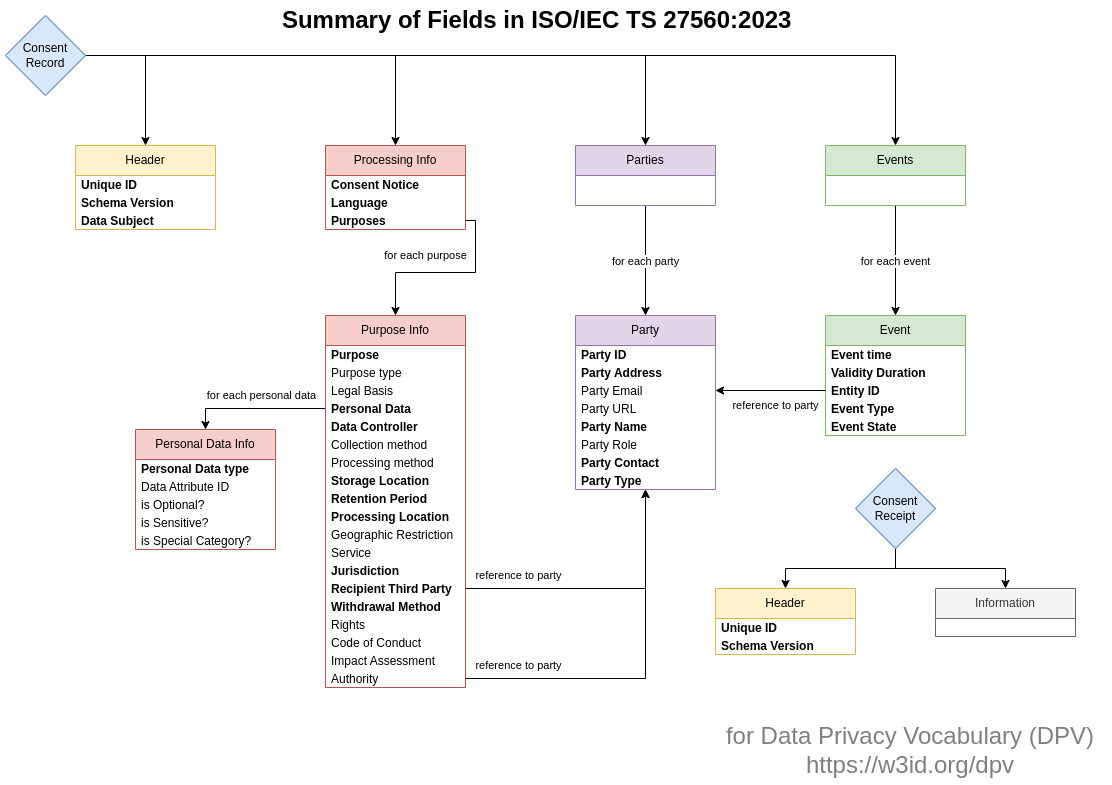 Summary of Fields in ISO/IEC TS 27560:2023
Consent
Record
Header
Unique ID
Schema Version
Data Subject
Processing Info
Consent Notice
Language
Purposes
Parties
Events
for each purpose
for each party
for each event
Purpose Info
Purpose
Purpose type
Legal Basis
Personal Data
Data Controller
Collection method
Processing method
Storage Location
Retention Period
Processing Location
Geographic Restriction
Service
Jurisdiction
Recipient Third Party
Withdrawal Method
Rights
Code of Conduct
Impact Assessment
Authority
for each personal data
Personal Data Info
Personal Data type
Data Attribute ID
is Optional?
is Sensitive?
is Special Category?
reference to party
reference to party
Party
Party ID
Party Address
Party Email
Party URL
Party Name
Party Role
Party Contact
Party Type
reference to party
Event
Event time
Validity Duration
Entity ID
Event Type
Event State
Consent
Receipt
Header
Unique ID
Schema Version
Information
for Data Privacy Vocabulary (DPV)
https://w3id.org/dpv